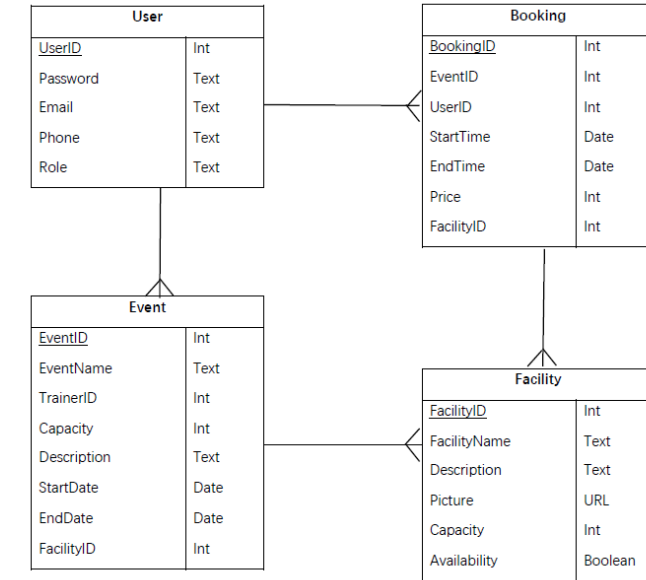 User
UserID Int
Password Text
Email Text
Phone Text
Role Text
Booking
BookingID Int
EventID Int
UserID Int
StartTime Date
EndTime Date
Price Int
FacilityID Int
Event
EventID Int
EventName Text
TrainerID Int
Capacity Int
Description Text
StartDate Date
EndDate Date
FacilityID Int
Facility
FacilityID Int
FacilityName Text
Description Text
Picture URL
Capacity Int
Availability Boolean